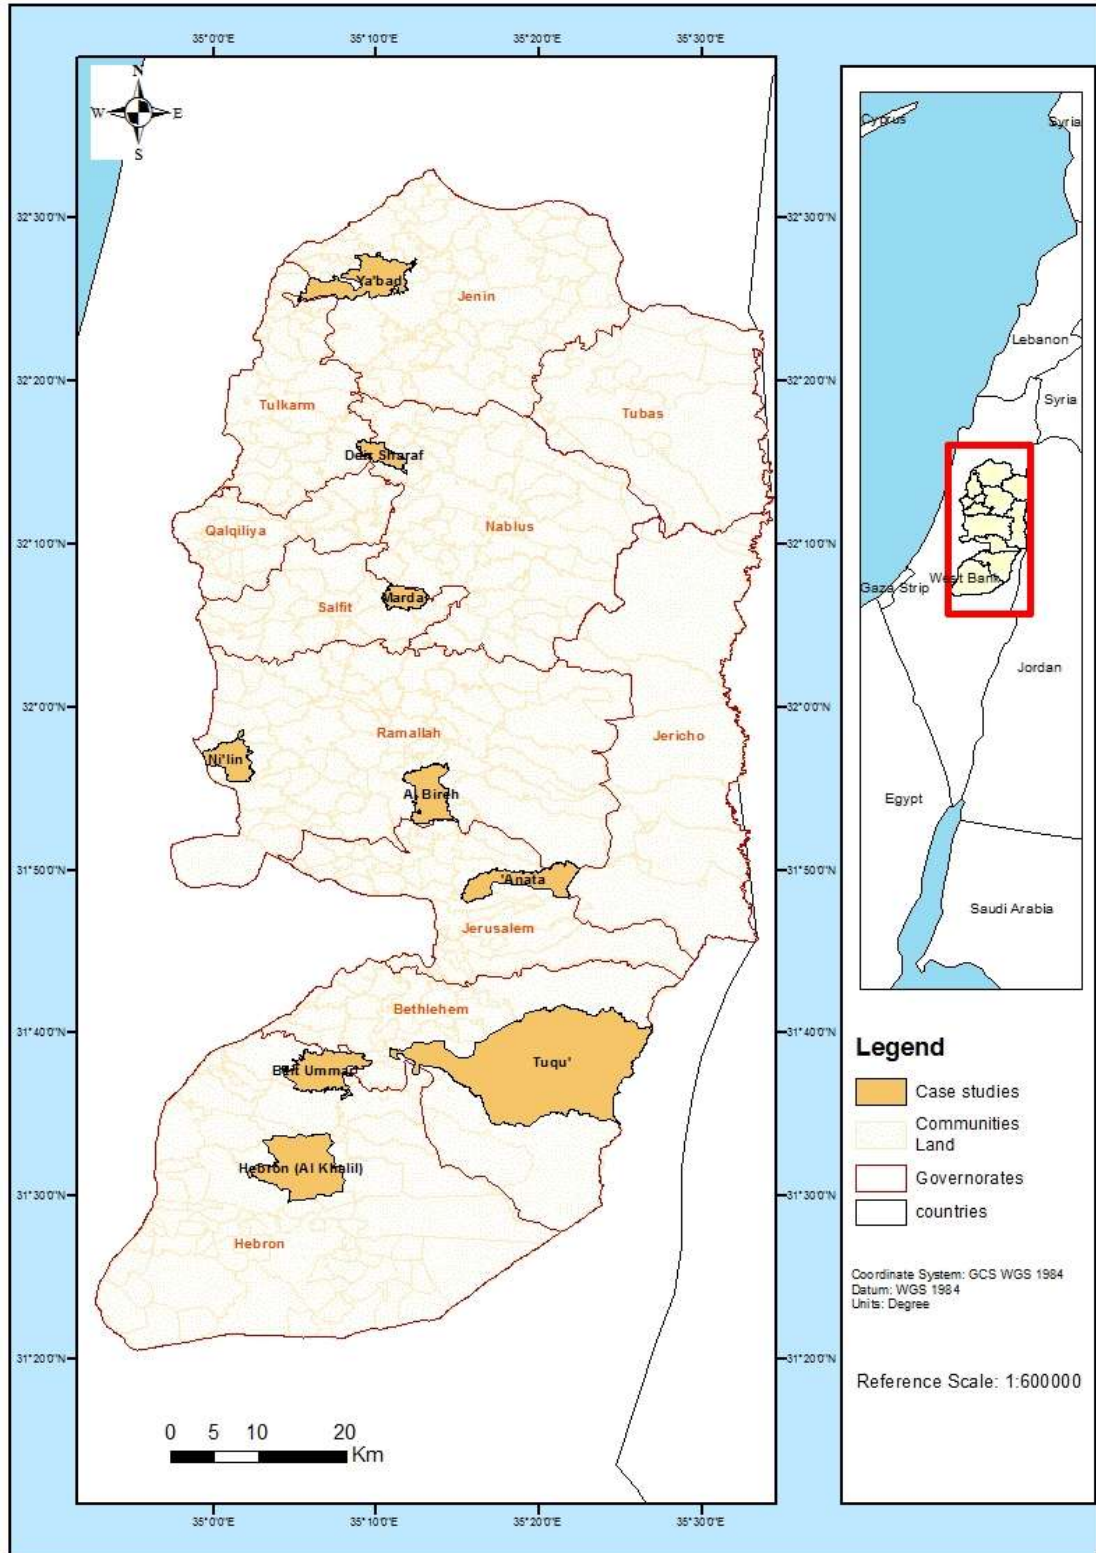 35°0'0"E 35°10'0"E 35°20'0"E 35°30'0"E
N
W E
S
32°30'0"N 32°30'0"N
Ya'bad
Jenin
32°20'0"N 32°20'0"N
Tulkarm
Tubas
Deir Sharaf
Nablus
Qalqiliya
32°10'0"N 32°10'0"N
Marda
Salfit
32°0'0"N 32°0'0"N
Ramallah
Jericho
Ni'lin
Al Bireh
31°50'0"N 31°50'0"N
'Anata
Jerusalem
Bethlehem
31°40'0"N 31°40'0"N
Tuqu'
Beit Ummar
Hebron (Al Khalil)
31°30'0"N 31°30'0"N
Hebron
31°20'0"N 31°20'0"N
0 5 10 20
Km
35°0'0"E 35°10'0"E 35°20'0"E 35°30'0"E
Cyprus
Syria
Lebanon
Syria
West Bank
Gaza Strip
Jordan
Egypt
Saudi Arabia
Legend
Case studies
Communities
Land
Governorates
countries
Coordinate System: GCS WGS 1984
Datum: WGS 1984
Units: Degree
Reference Scale: 1:600000